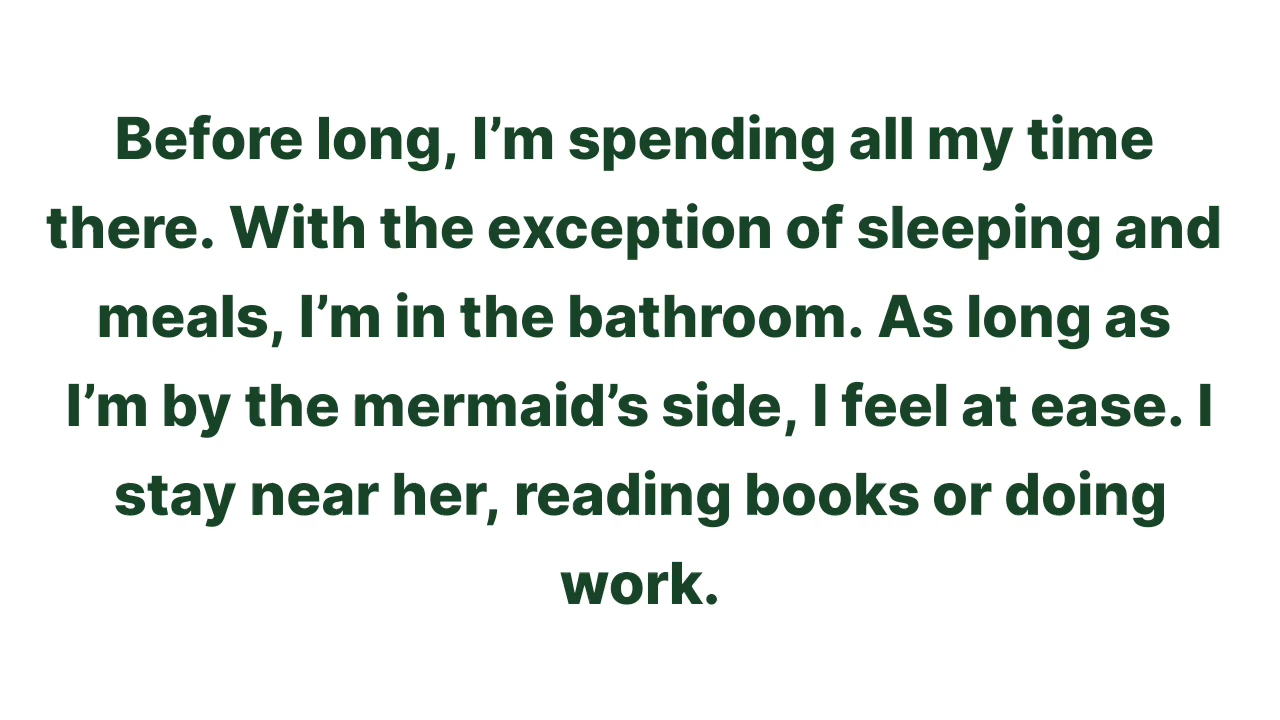 Before long, I’m spending all my time
there. With the exception of sleeping and
meals, I’m in the bathroom. As long as
I’m by the mermaid’s side, I feel at ease. I
stay near her, reading books or doing
work.